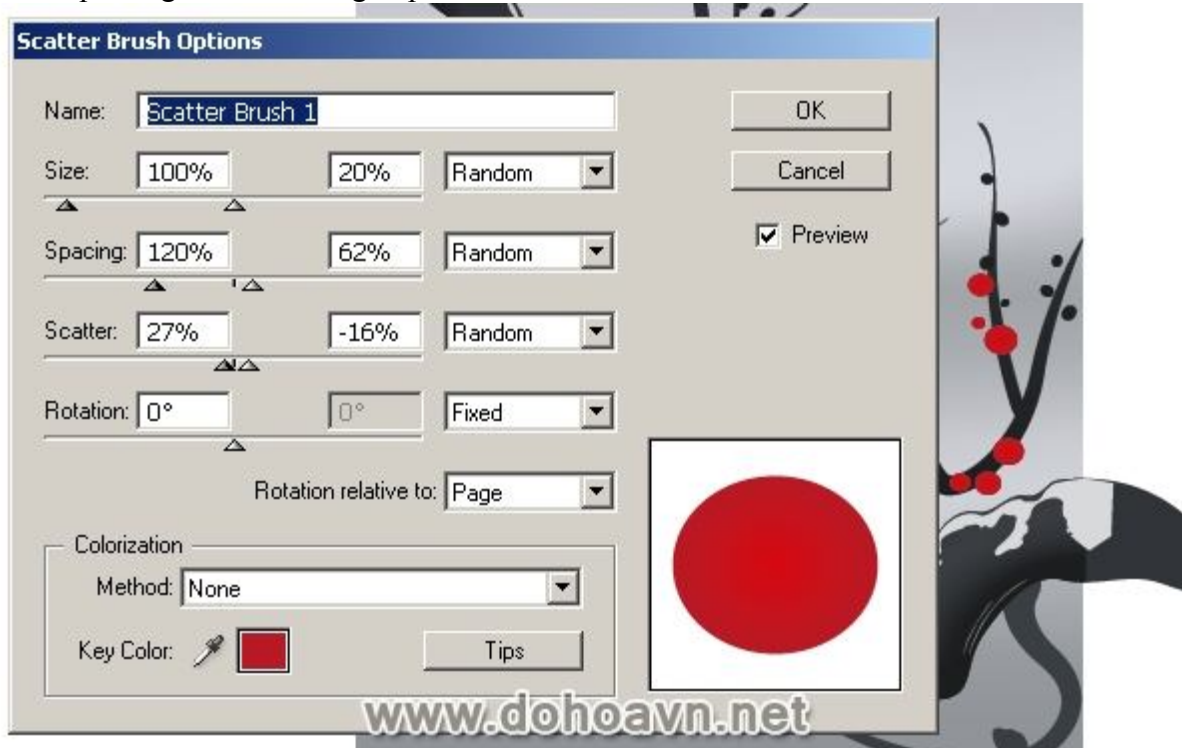 Scatter Brush Options
Name: Scatter Brush 1 OK
Size: 100% 20% Random Cancel
Preview
Spacing: 120% 62% Random
Scatter: 27% -16% Random
Rotation: 0° 0° Fixed
Rotation relative to: Page
Colorization
Method: None
Key Color: Tips
www.dohoavn.net